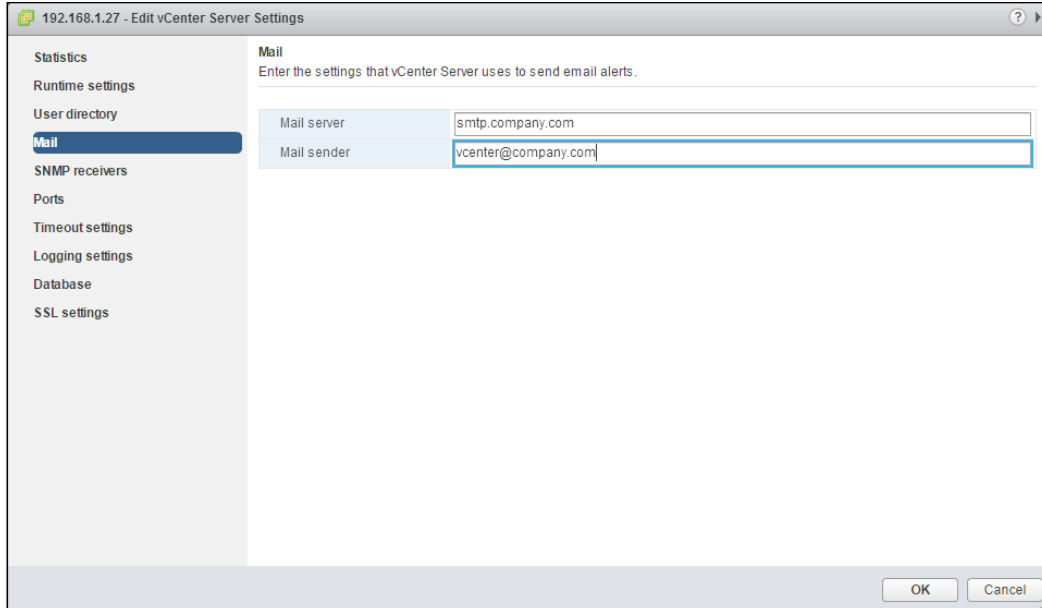 192.168.1.27 - Edit vCenter Server Settings
?
Statistics
Runtime settings
User directory
Mail
SNMP receivers
Ports
Timeout settings
Logging settings
Database
SSL settings
Mail
Enter the settings that vCenter Server uses to send email alerts.
Mail server smtp.company.com
Mail sender vcenter@company.com
OK Cancel